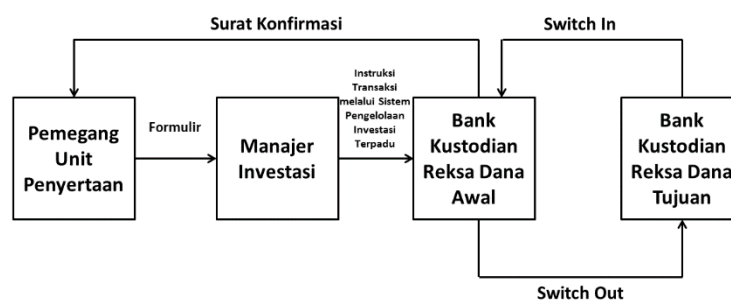 Surat Konfirmasi
Switch In
Pemegang
Unit
Penyertaan
Formulir
Manajer
Investasi
Instruksi
Transaksi
melalui Sistem
Pengelolaan
Investasi
Terpadu
Bank
Kustodian
Reksa Dana
Awal
Bank
Kustodian
Reksa Dana
Tujuan
Switch Out